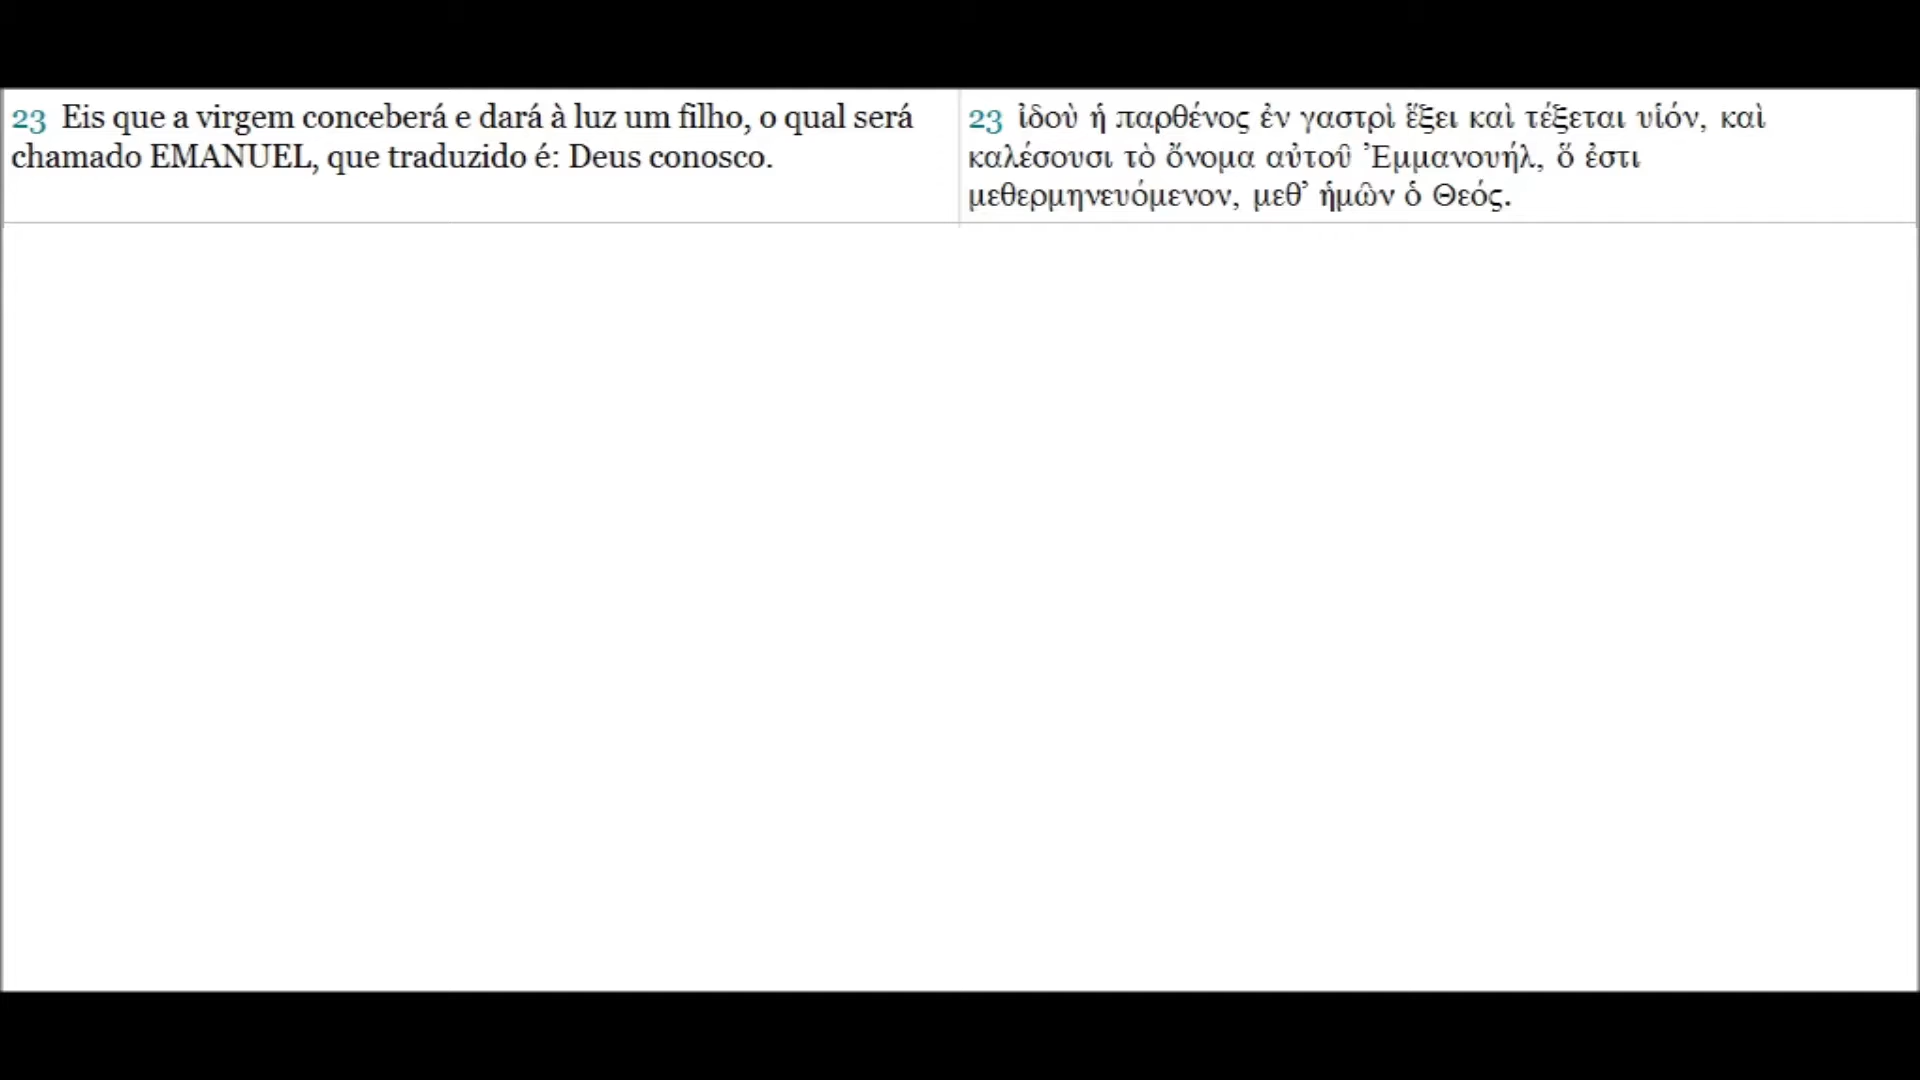 23 Eis que a virgem conceberá e dará à luz um filho, o qual será
chamado EMANUEL, que traduzido é: Deus conosco.
23 ἰδοὺ ἡ παρθένος ἐν γαστρὶ ἕξει καὶ τέξεται υἱόν, καὶ
καλέσουσι τὸ ὄνομα αὐτοῦ ᾿Εμμανουήλ, ὅ ἐστι
μεθερμηνευόμενον, μεθ᾿ ἡμῶν ὁ Θεός.